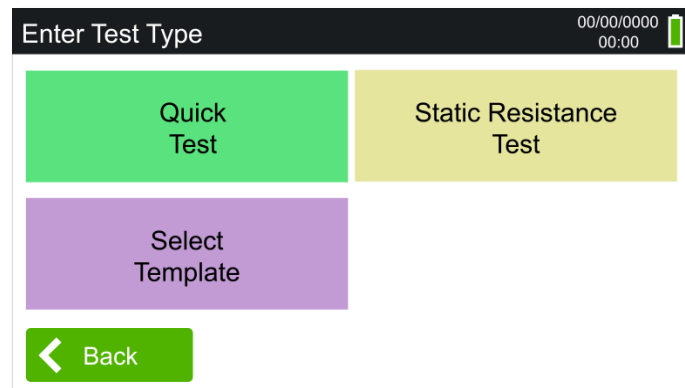 Enter Test Type
00/00/0000
00:00
Quick
Test
Static Resistance
Test
Select
Template
Back